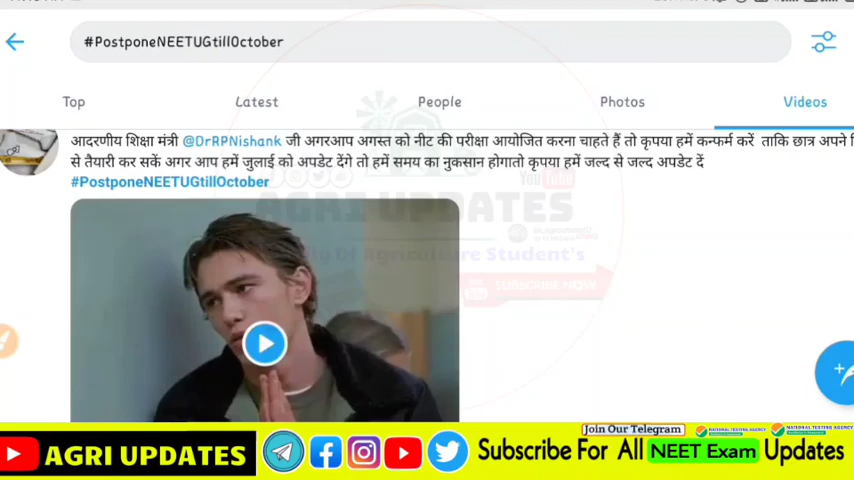 #PostponeNEETUGtillOctober
Top Latest People Photos Videos
आदरणीय शिक्षा मंत्री @DrRPNishank जी अगरआप अगस्त को नीट की परीक्षा आयोजित करना चाहते हैं तो कृपया हमें कन्फर्म करें ताकि छात्र अपने
से तैयारी कर सकें अगर आप हमें जुलाई को अपडेट देंगे तो हमें समय का नुकसान होगातो कृपया हमें जल्द से जल्द अपडेट दें
#PostponeNEETUGtillOctober
YouTube
AGRI UPDATES
Of Agriculture Student's
SUBSCRIBE NOW
Join Our Telegram
NATIONAL TESTING AGENCY
NATIONAL TESTING AGENCY
AGRI UPDATES
Subscribe For All NEET Exam Updates